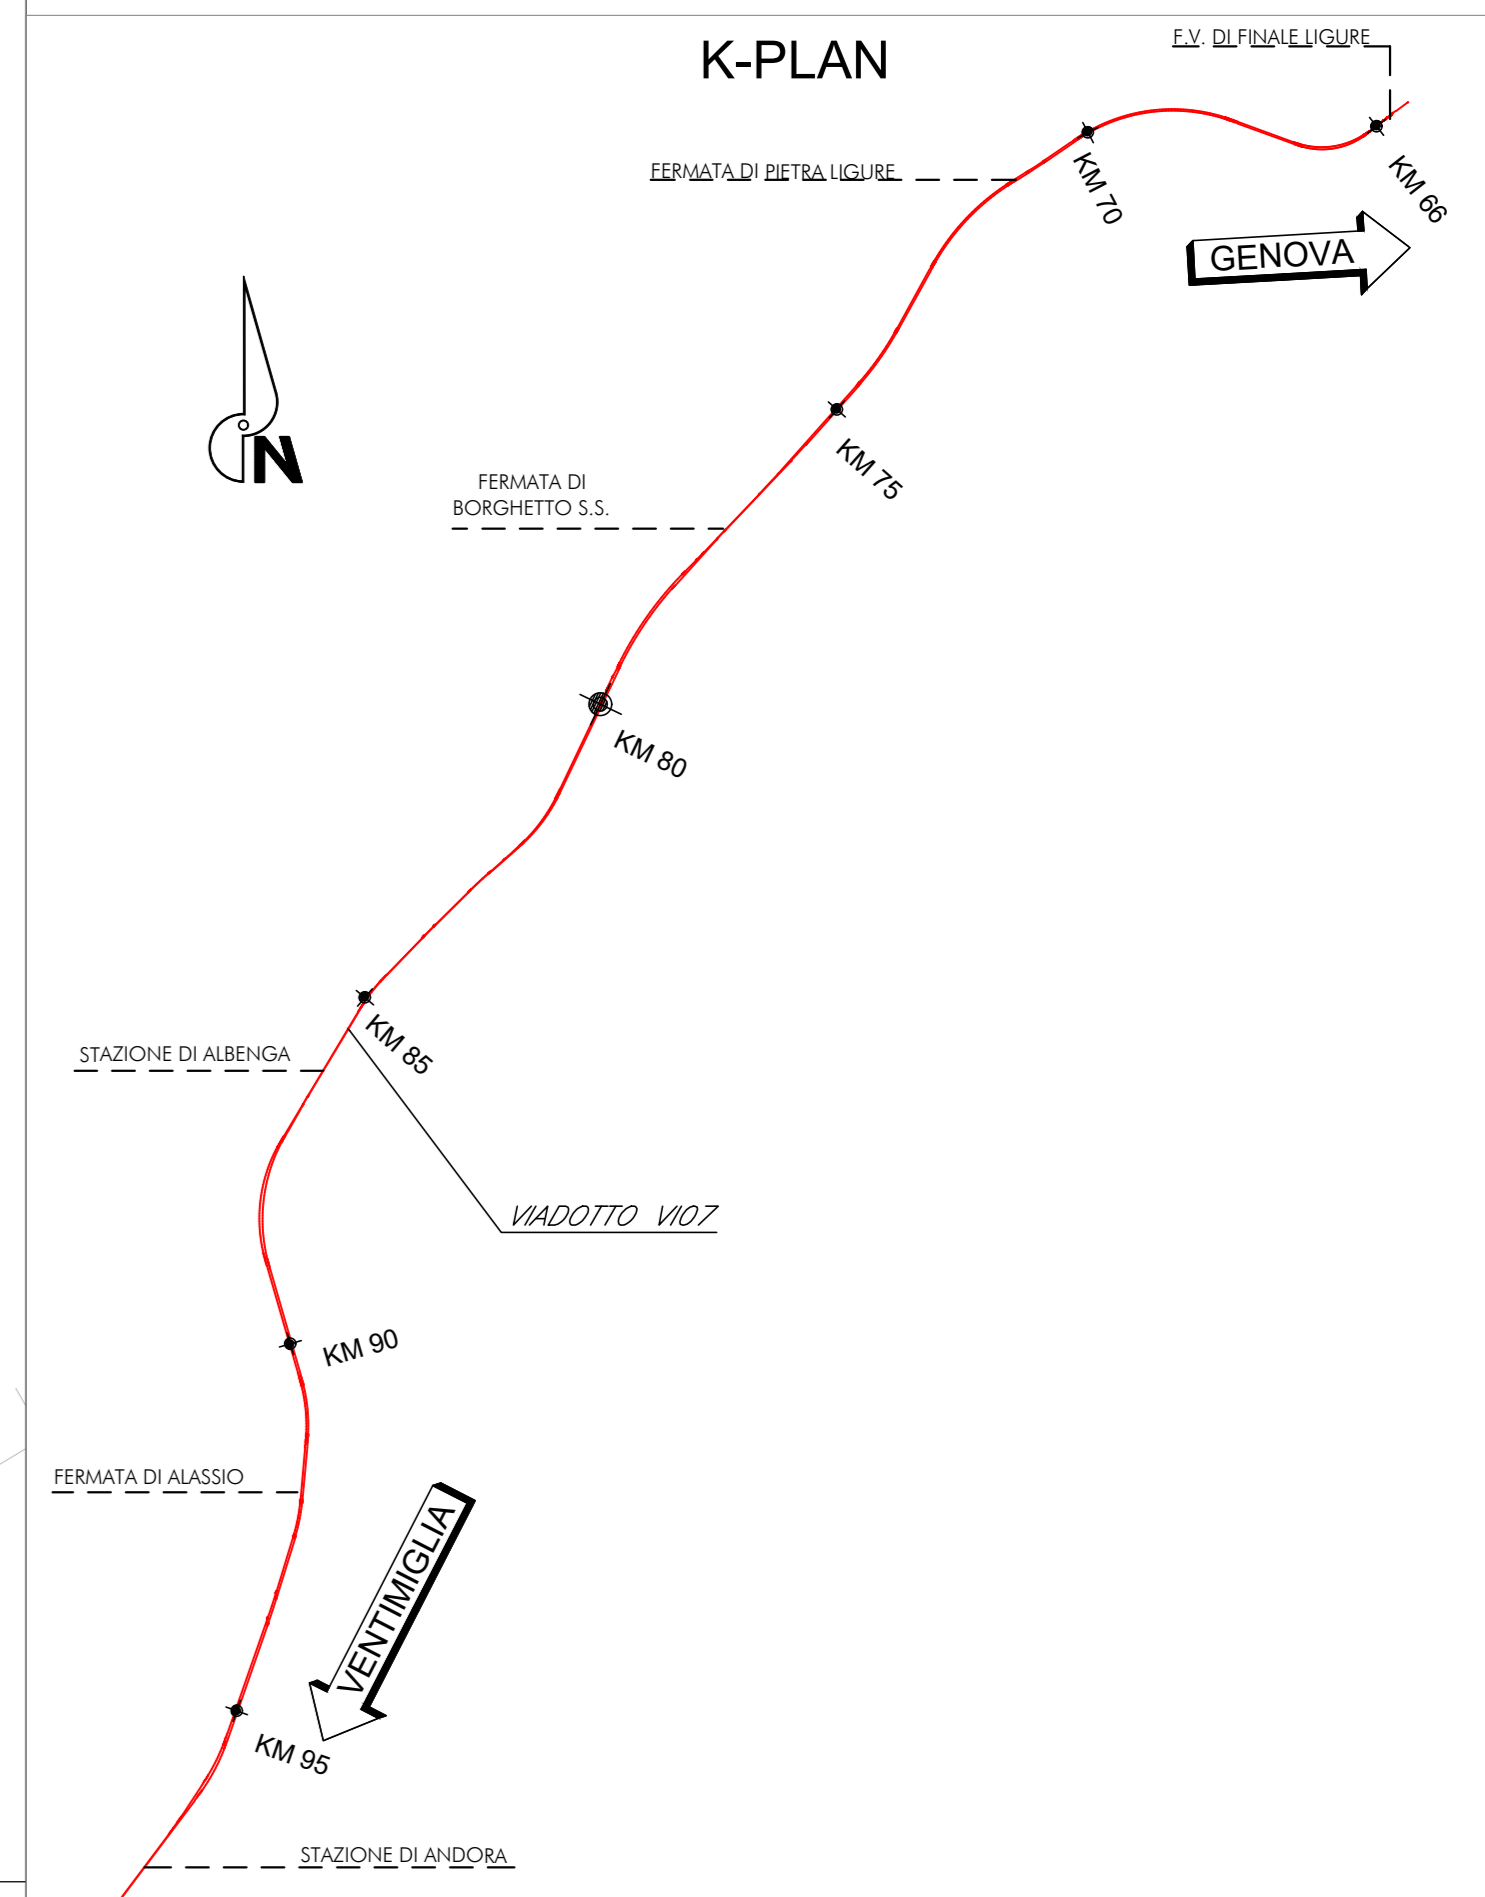 K-PLAN
F.V. DI FINALE LIGURE
FERMATA DI PIETRA LIGURE
KM 70
KM 66
GENOVA
N
KM 75
FERMATA DI
BORGHETTO S.S.
KM 80
KM 85
STAZIONE DI ALBENGA
VIADOTTO VI07
KM 90
FERMATA DI ALASSIO
VENTIMIGLIA
KM 95
STAZIONE DI ANDORA